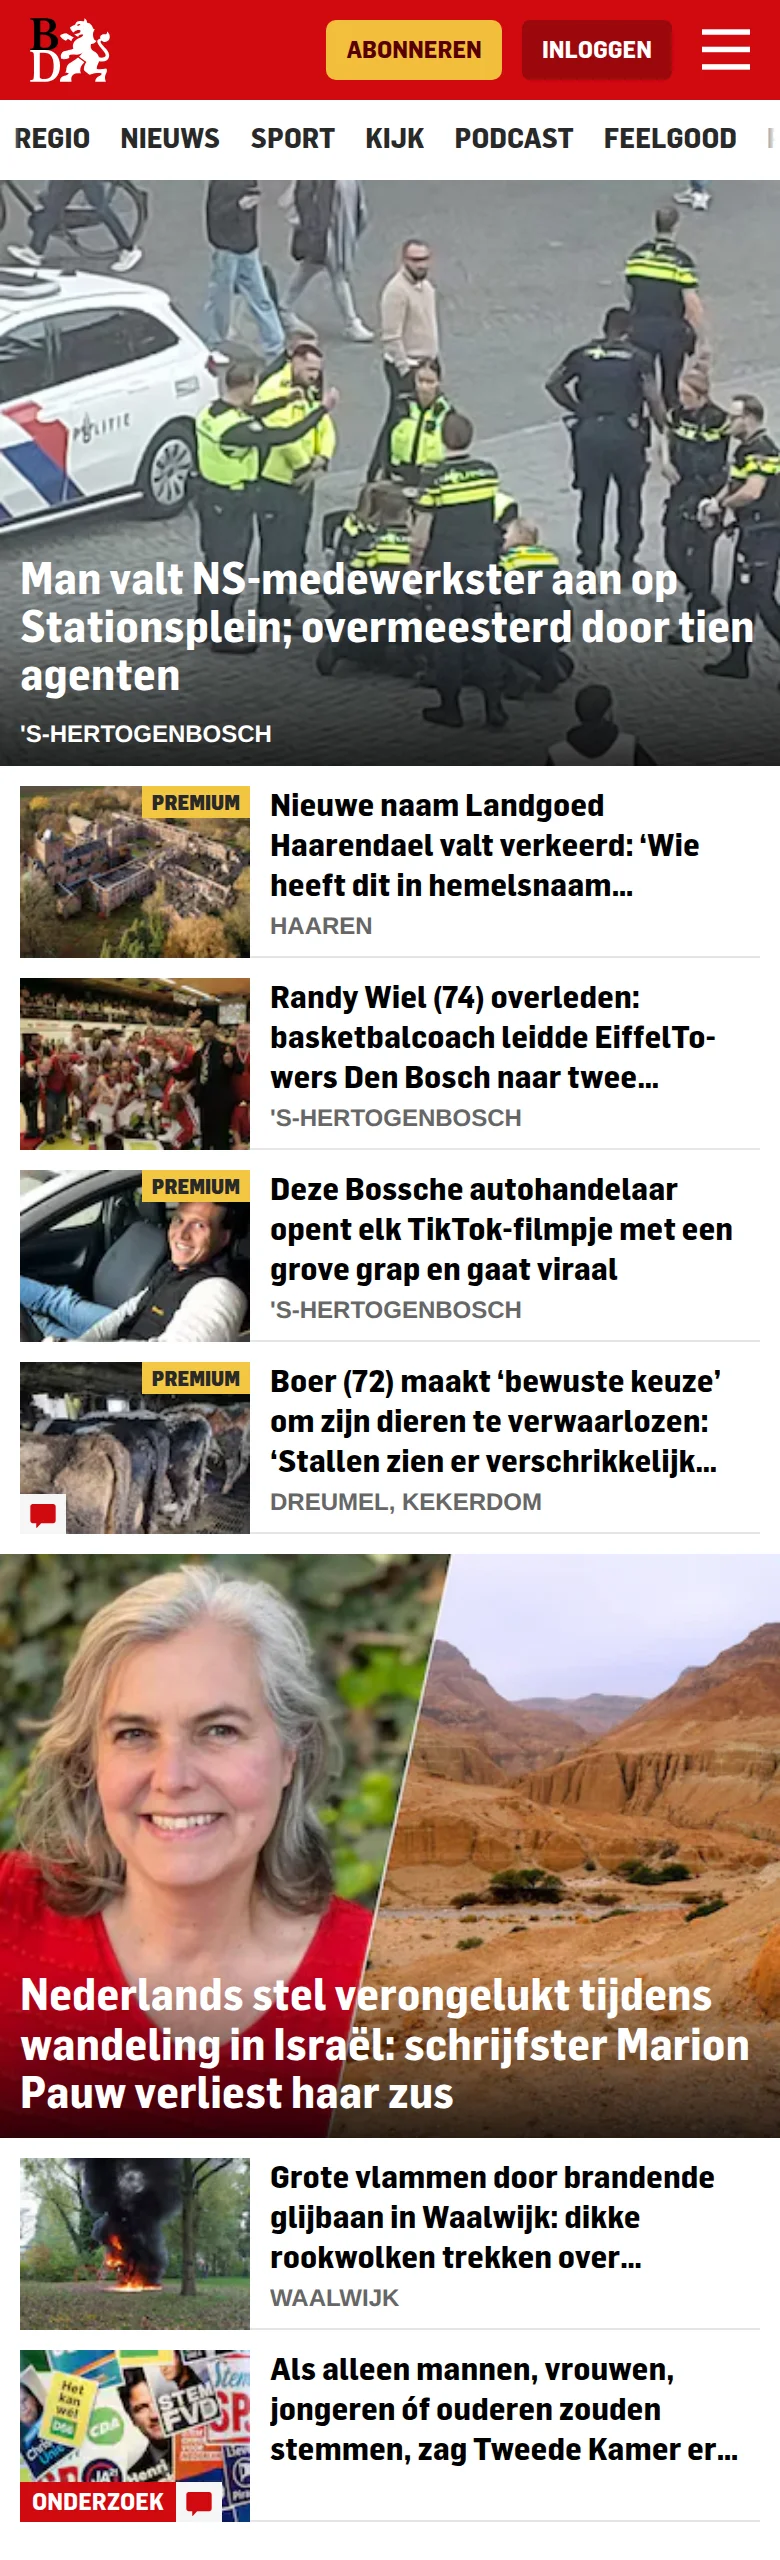 BD
ABONNEREN
INLOGGEN
REGIO NIEUWS SPORT KIJK PODCAST FEELGOOD
POLITIE
Man valt NS-medewerkster aan op
Stationsplein; overmeesterd door tien
agenten
'S-HERTOGENBOSCH
PREMIUM
Nieuwe naam Landgoed
Haarendael valt verkeerd: ‘Wie
heeft dit in hemelsnaam...
HAAREN
Randy Wiel (74) overleden:
basketbalcoach leidde EiffelTo-
wers Den Bosch naar twee...
'S-HERTOGENBOSCH
PREMIUM
Deze Bossche autohandelaar
opent elk TikTok-filmpje met een
grove grap en gaat viraal
'S-HERTOGENBOSCH
PREMIUM
Boer (72) maakt ‘bewuste keuze’
om zijn dieren te verwaarlozen:
‘Stallen zien er verschrikkelijk...
DREUMEL, KEKERDOM
Nederlands stel verongelukt tijdens
wandeling in Israël: schrijfster Marion
Pauw verliest haar zus
Grote vlammen door brandende
glijbaan in Waalwijk: dikke
rookwolken trekken over...
WAALWIJK
Het
kan
wél
D66
CDA
STEM
FVD
SP
JA21
ONDERZOEK
Als alleen mannen, vrouwen,
jongeren óf ouderen zouden
stemmen, zag Tweede Kamer er...